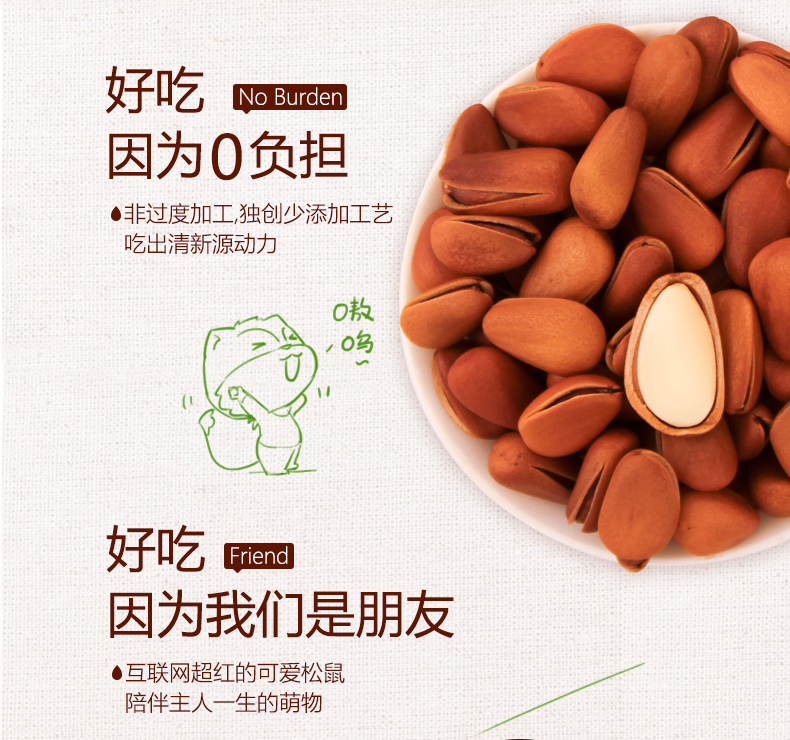 好吃 No Burden
因为0负担
非过度加工,独创少添加工艺
吃出清新源动力
嗷
呜
~
好吃 Friend
因为我们是朋友
互联网超红的可爱松鼠
陪伴主人一生的萌物